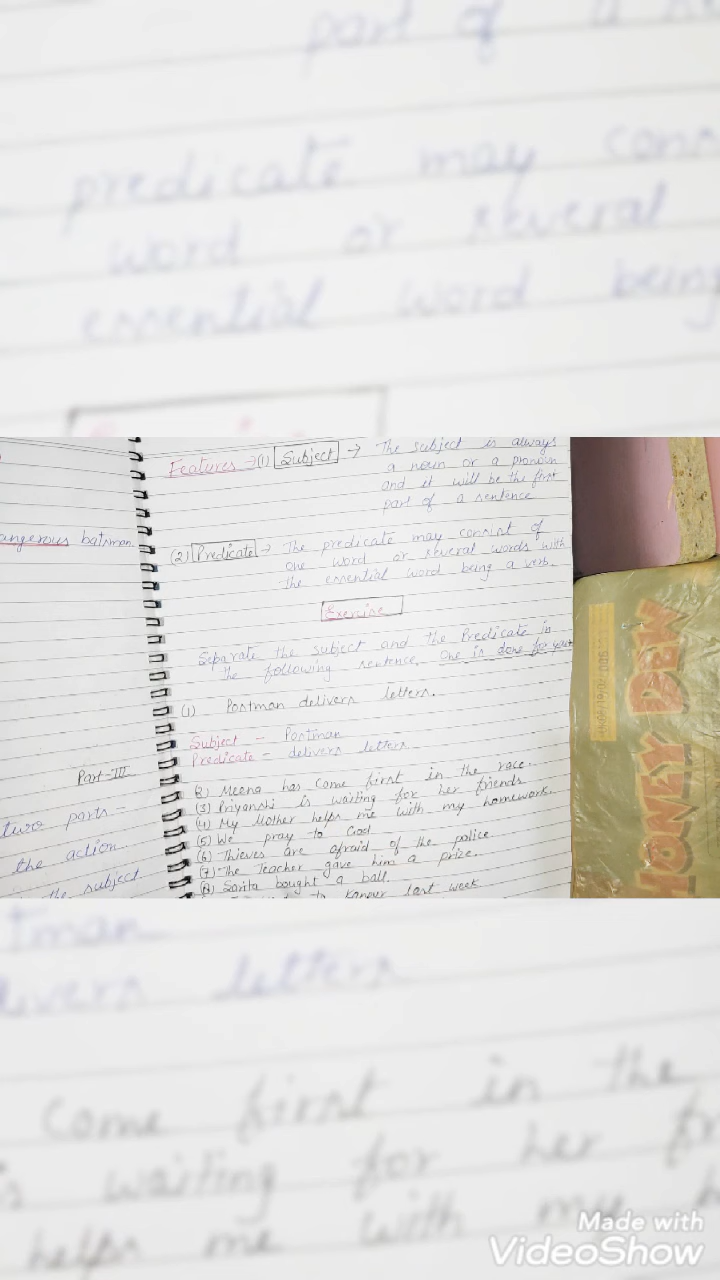 part of a
predicate may cons
word or several
essential word being
Features → (1) Subject → The subject is always
a noun or a pronoun
and it will be the first
part of a sentence
angerous batsman
(2) Predicate → The predicate may consist of
one word or several words with
the essential word being a verb.
Exercise
Separate the subject and the Predicate in
the following sentence. One is done for you
(1) Postman delivers letters.
Subject - Postman
Predicate - delivers letters
Part-III
two parts-
the action.
the subject
(2) Meena has come first in the race.
(3) Priyanshi is waiting for her friends
(4) My Mother helps me with my homework.
(5) We pray to God
(6) Thieves are afraid of the police
(7) The Teacher gave him a prize.
(8) Sarita bought a ball.
to Kanpur last week
HONEY DEW
tman
ivers letters
come first in the
s waiting for her fr
helps me with my h
Made with
VideoShow